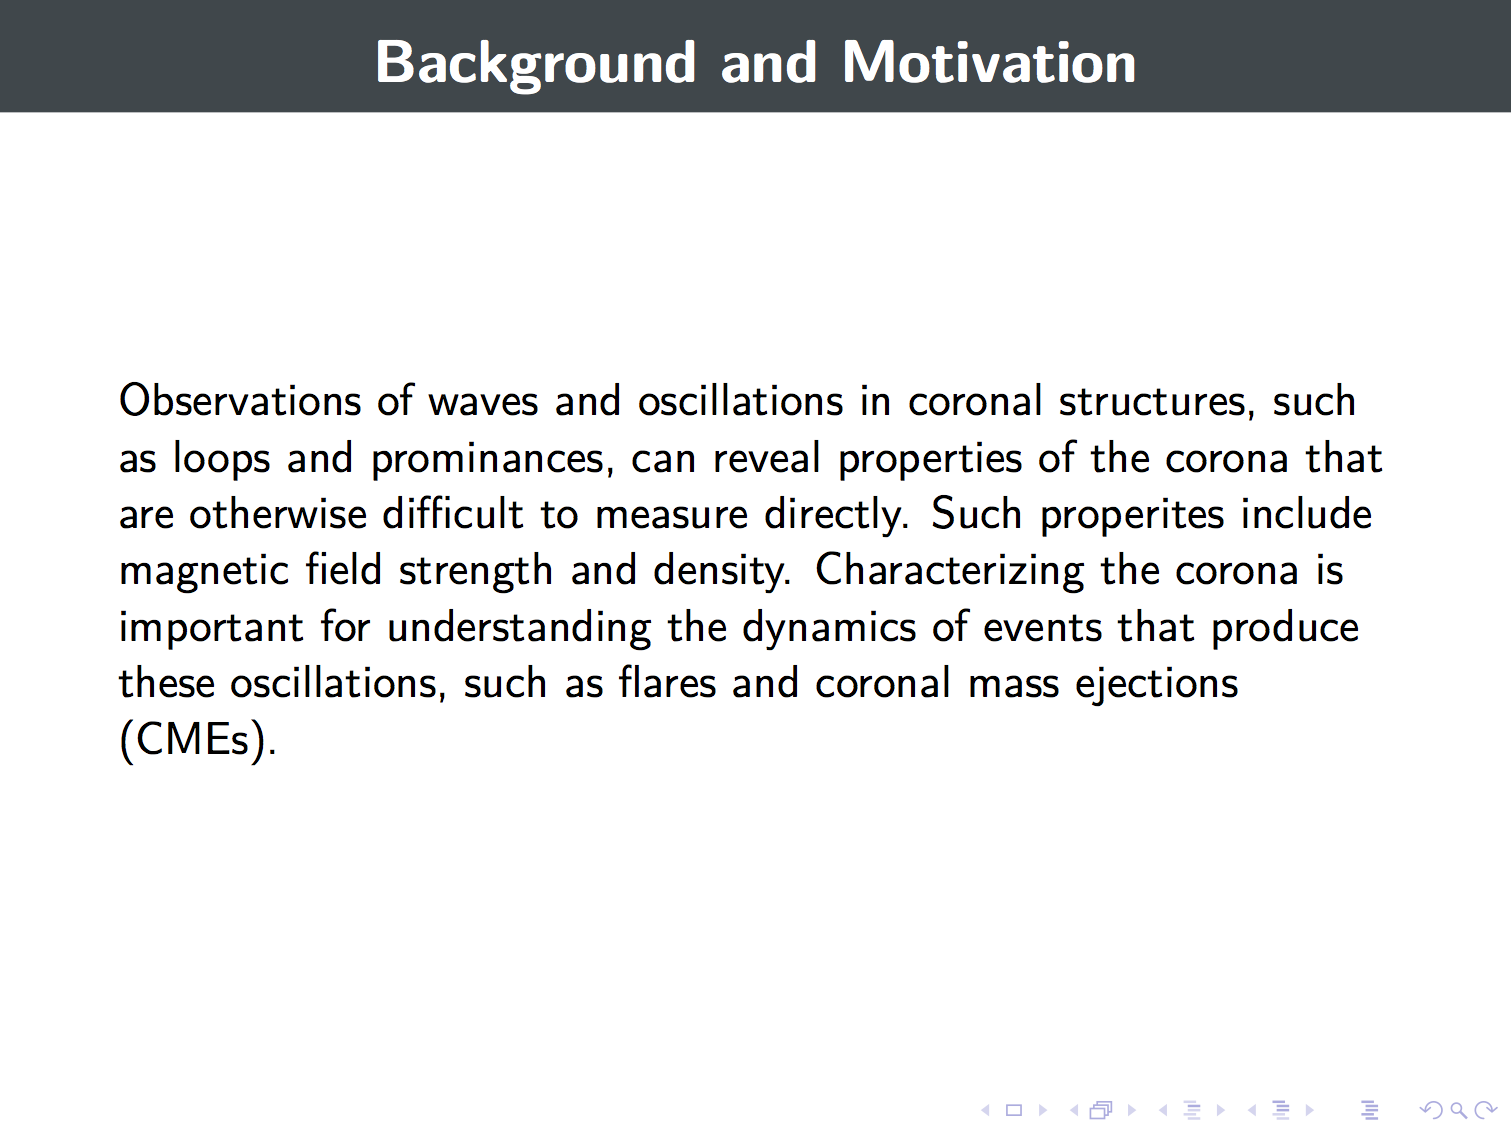 Background and Motivation
Observations of waves and oscillations in coronal structures, such
as loops and prominances, can reveal properties of the corona that
are otherwise difficult to measure directly. Such properites include
magnetic field strength and density. Characterizing the corona is
important for understanding the dynamics of events that produce
these oscillations, such as flares and coronal mass ejections
(CMEs).